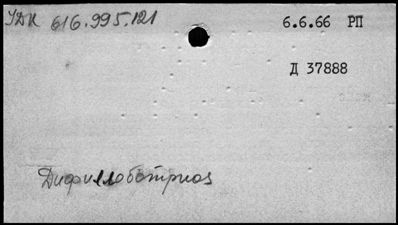 УДК 616.995.121
6.6.66 РП
Д 37888
Дифиллоботриоз